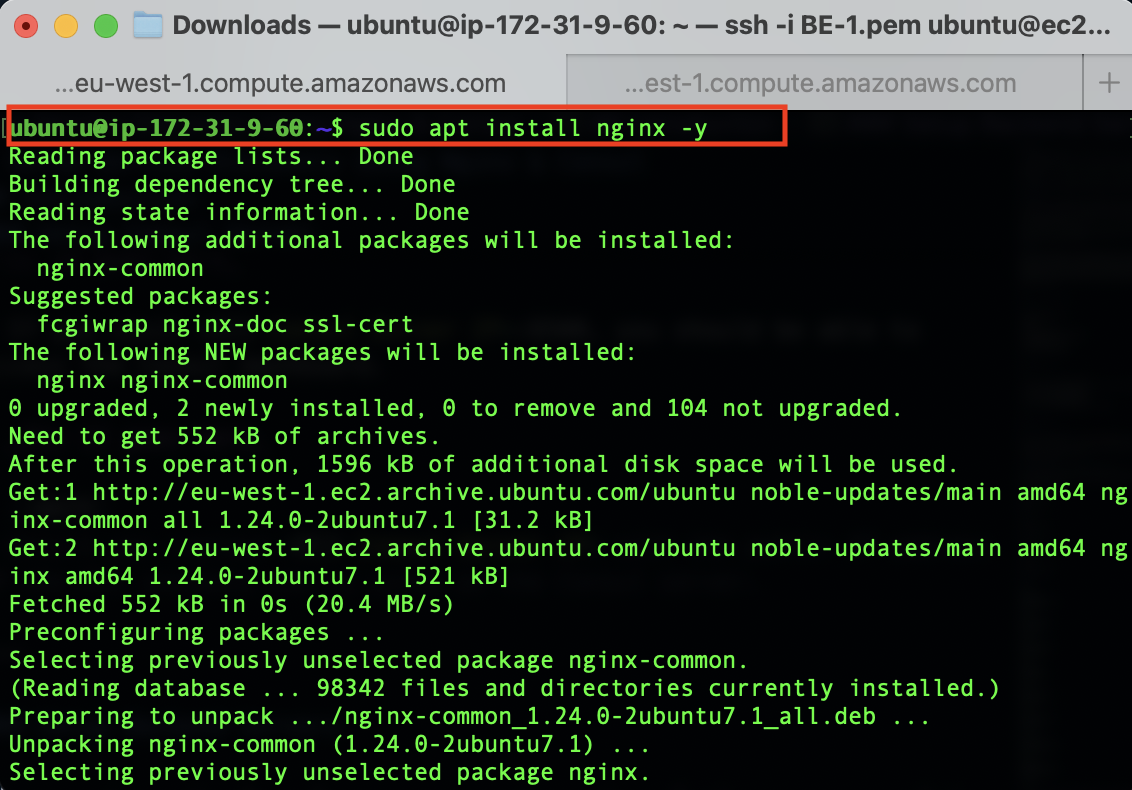 Downloads — ubuntu@ip-172-31-9-60: ~ — ssh -i BE-1.pem ubuntu@ec2...
...eu-west-1.compute.amazonaws.com
...est-1.compute.amazonaws.com
+
ubuntu@ip-172-31-9-60:~$ sudo apt install nginx -y
Reading package lists... Done
Building dependency tree... Done
Reading state information... Done
The following additional packages will be installed:
  nginx-common
Suggested packages:
  fcgiwrap nginx-doc ssl-cert
The following NEW packages will be installed:
  nginx nginx-common
0 upgraded, 2 newly installed, 0 to remove and 104 not upgraded.
Need to get 552 kB of archives.
After this operation, 1596 kB of additional disk space will be used.
Get:1 http://eu-west-1.ec2.archive.ubuntu.com/ubuntu noble-updates/main amd64 ng
inx-common all 1.24.0-2ubuntu7.1 [31.2 kB]
Get:2 http://eu-west-1.ec2.archive.ubuntu.com/ubuntu noble-updates/main amd64 ng
inx amd64 1.24.0-2ubuntu7.1 [521 kB]
Fetched 552 kB in 0s (20.4 MB/s)
Preconfiguring packages ...
Selecting previously unselected package nginx-common.
(Reading database ... 98342 files and directories currently installed.)
Preparing to unpack .../nginx-common_1.24.0-2ubuntu7.1_all.deb ...
Unpacking nginx-common (1.24.0-2ubuntu7.1) ...
Selecting previously unselected package nginx.